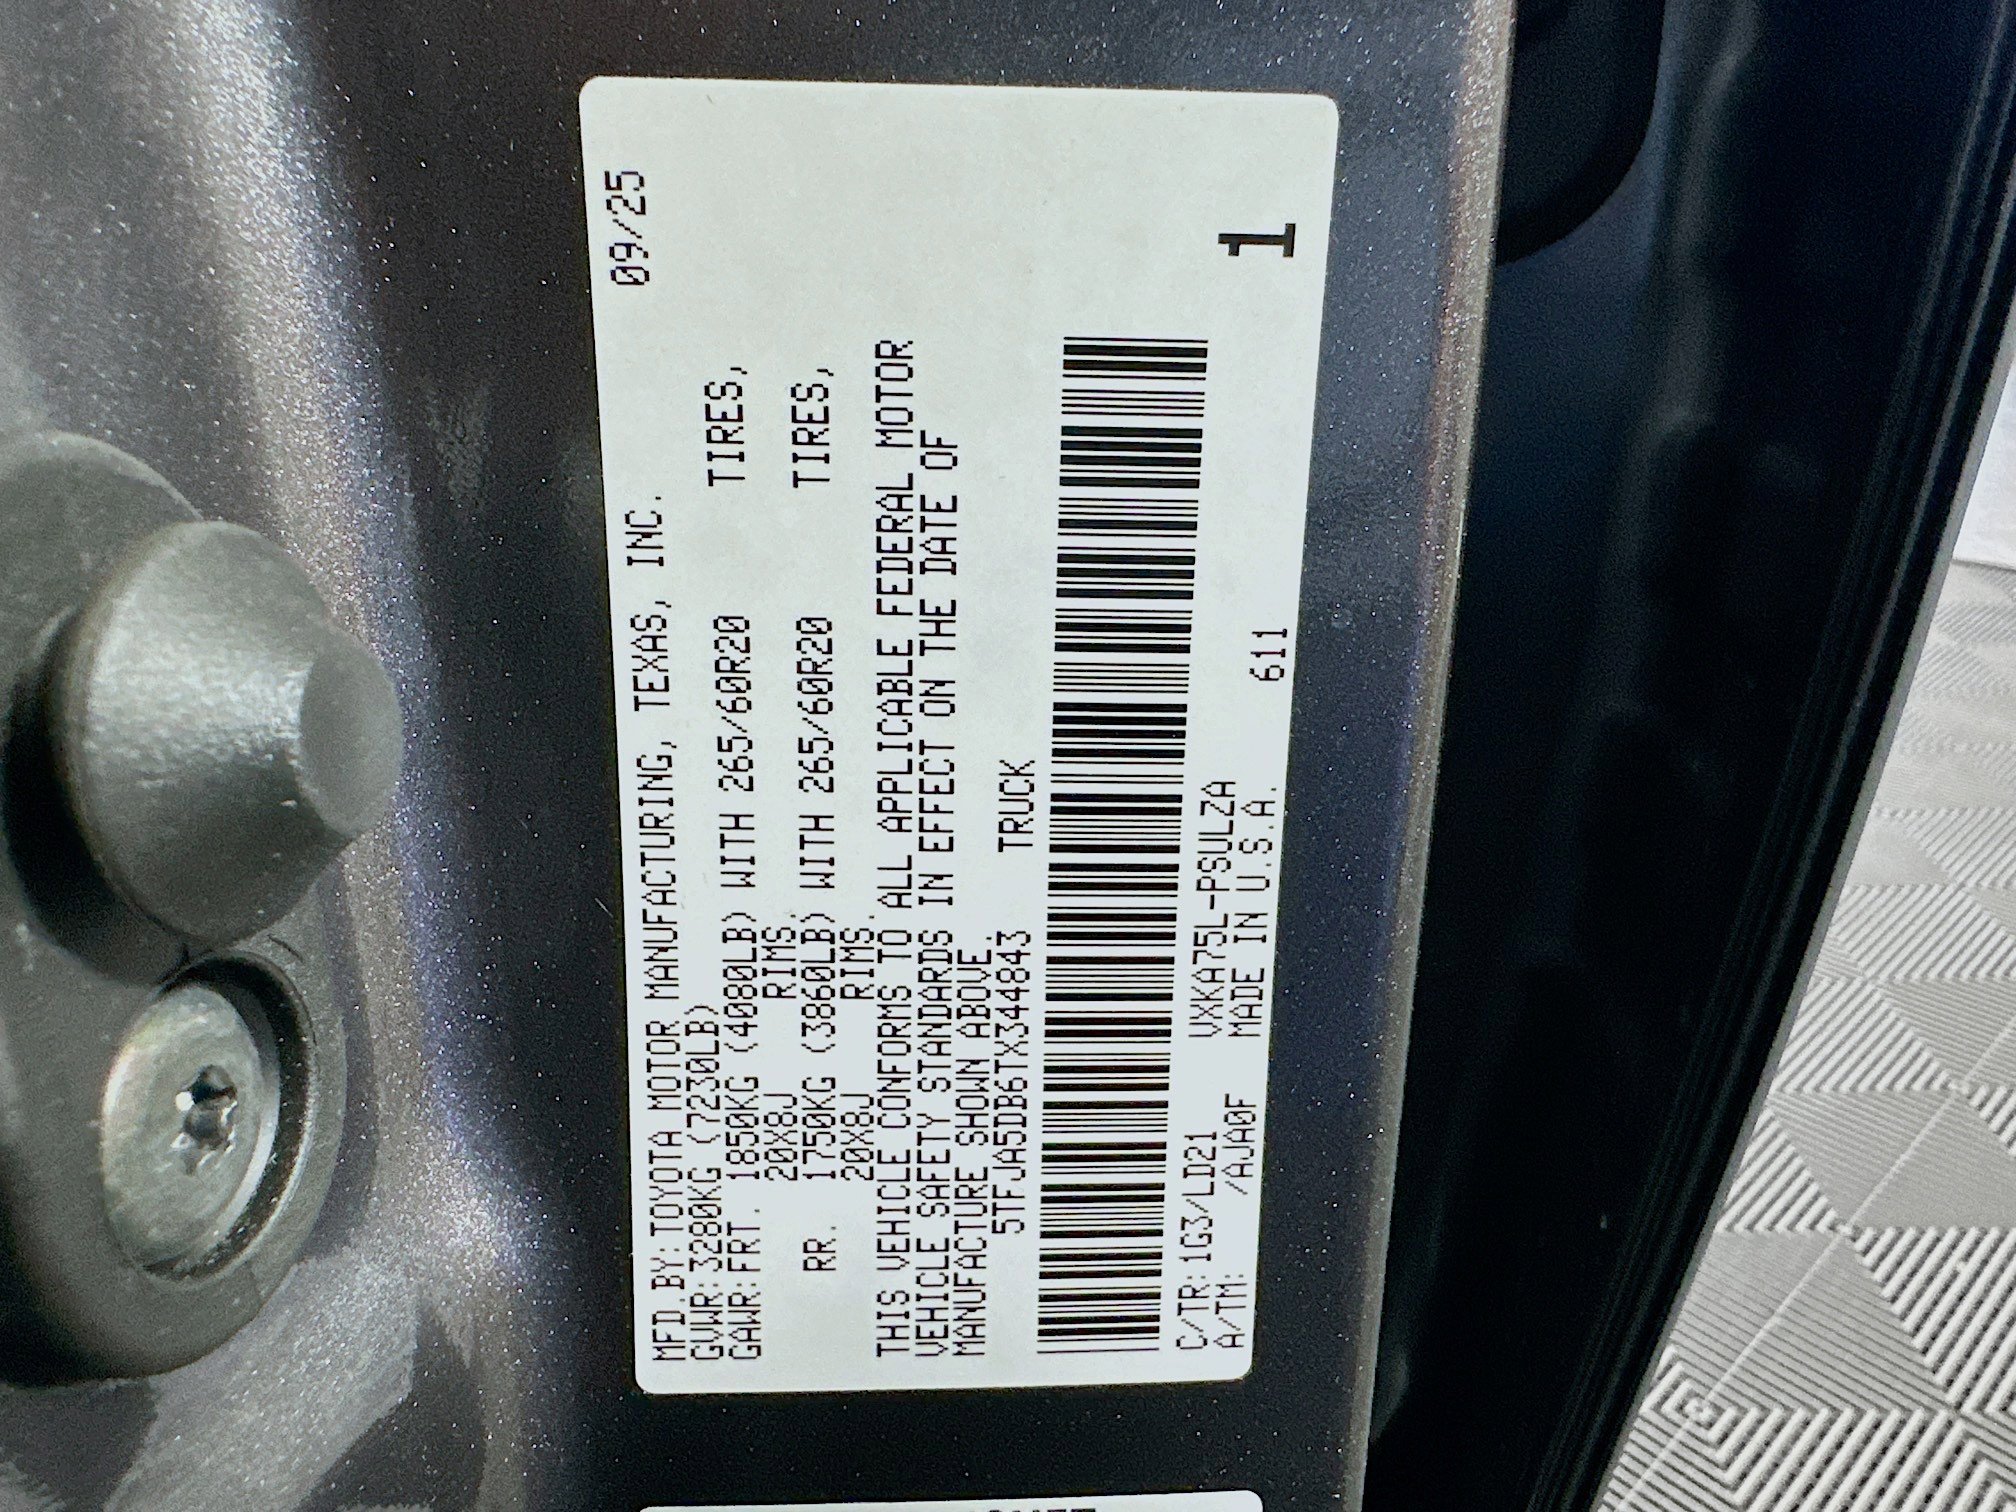 MFD.BY:TOYOTA MOTOR MANUFACTURING, TEXAS, INC. 09/25
GVWR:3280KG (7230LB)
GAWR:FRT. 1850KG (4080LB) WITH 265/60R20 TIRES,
20X8J RIMS.
RR. 1750KG (3860LB) WITH 265/60R20 TIRES,
20X8J RIMS.
THIS VEHICLE CONFORMS TO ALL APPLICABLE FEDERAL MOTOR
VEHICLE SAFETY STANDARDS IN EFFECT ON THE DATE OF
MANUFACTURE SHOWN ABOVE.
5TFJA5DB6TX344843 TRUCK
C/TR:1G3/LD21 VXKA75L-PSULZA
A/TM: /AJA0F MADE IN U.S.A. 611 1